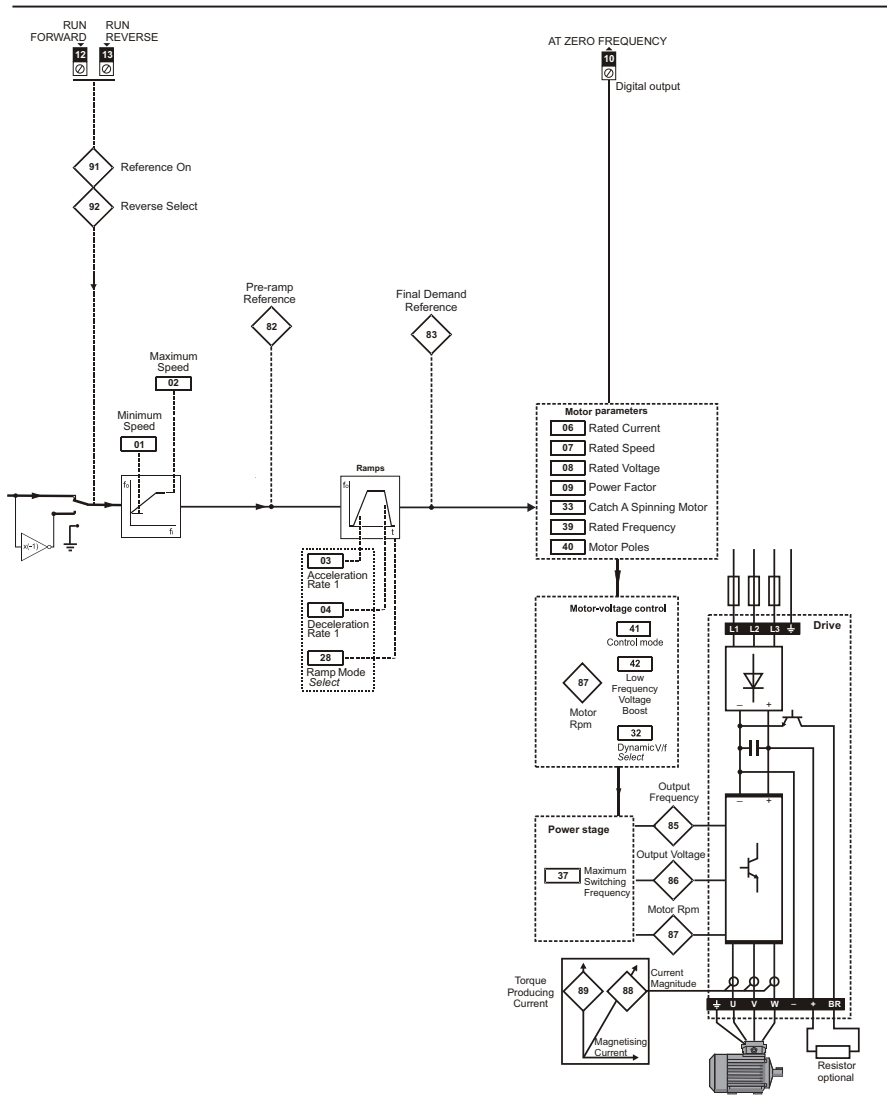 RUN
FORWARD
RUN
REVERSE
12
13
AT ZERO FREQUENCY
10
Digital output
91
Reference On
92
Reverse Select
Pre-ramp
Reference
82
Final Demand
Reference
83
Maximum
Speed
02
Minimum
Speed
01
x(–1)
Ramps
t
03
Acceleration
Rate 1
04
Deceleration
Rate 1
28
Ramp Mode
Select
Motor parameters
06 Rated Current
07 Rated Speed
08 Rated Voltage
09 Power Factor
33 Catch A Spinning Motor
39 Rated Frequency
40 Motor Poles
Motor-voltage control
41
Control mode
42
Low
Frequency
Voltage
Boost
87
Motor
Rpm
32
DynamicV/f
Select
L1 L2 L3
Drive
– +
– +
Output
Frequency
85
Power stage
37 Maximum
Switching
Frequency
Output Voltage
86
Motor Rpm
87
Torque
Producing
Current
89
88
Current
Magnitude
Magnetising
Current
U V W – + BR
Resistor
optional